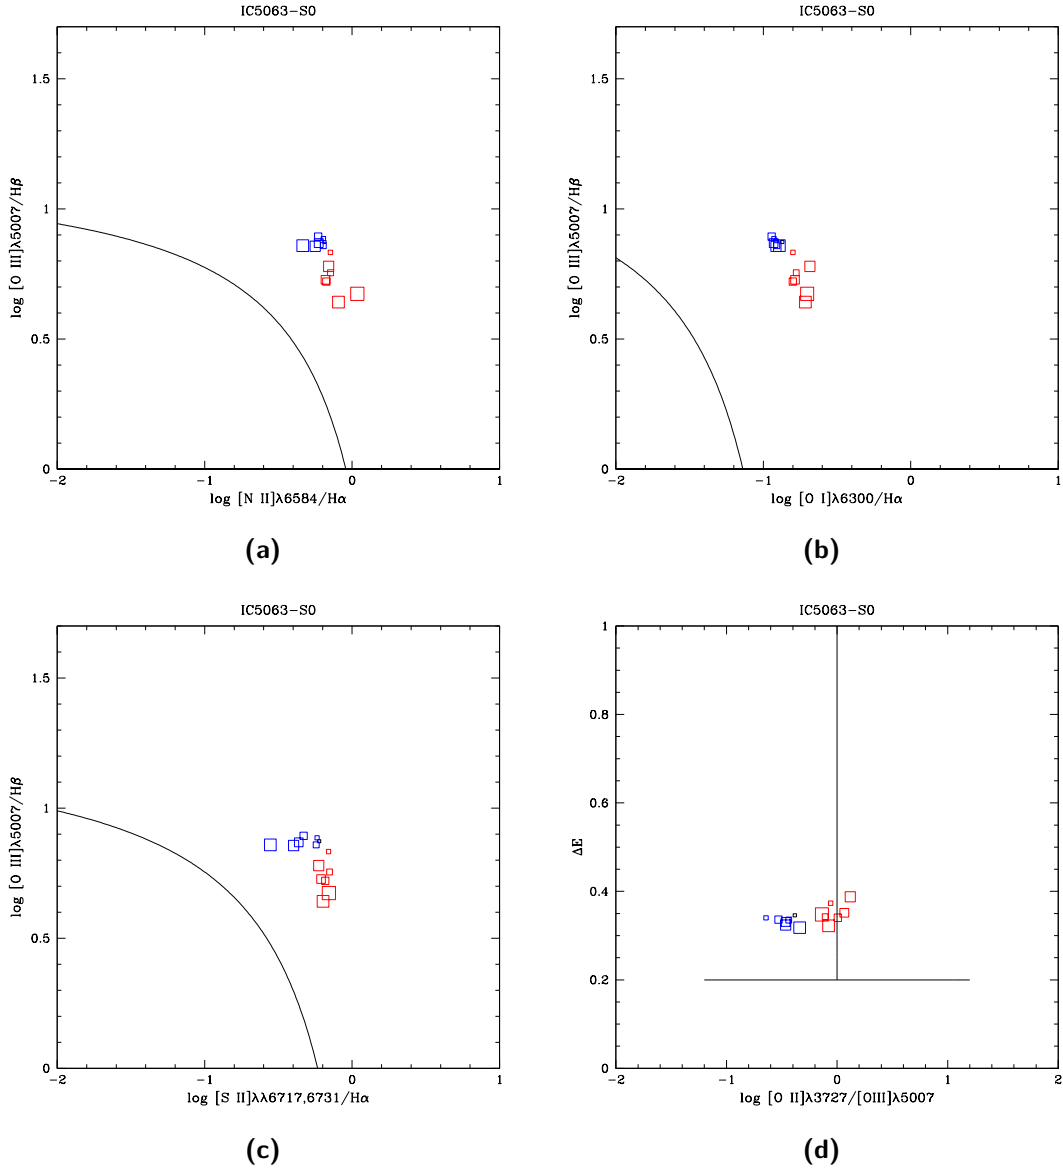 IC5063-S0
1.5
1
0.5
0
-2
-1
0
1
log [O III]λ5007/Hβ
log [N II]λ6584/Hα
(a)
IC5063-S0
1.5
1
0.5
0
-2
-1
0
1
log [O III]λ5007/Hβ
log [O I]λ6300/Hα
(b)
IC5063-S0
1.5
1
0.5
0
-2
-1
0
1
log [O III]λ5007/Hβ
log [S II]λλ6717,6731/Hα
(c)
IC5063-S0
1
0.8
0.6
0.4
0.2
0
-2
-1
0
1
2
ΔE
log [O II]λ3727/[OIII]λ5007
(d)